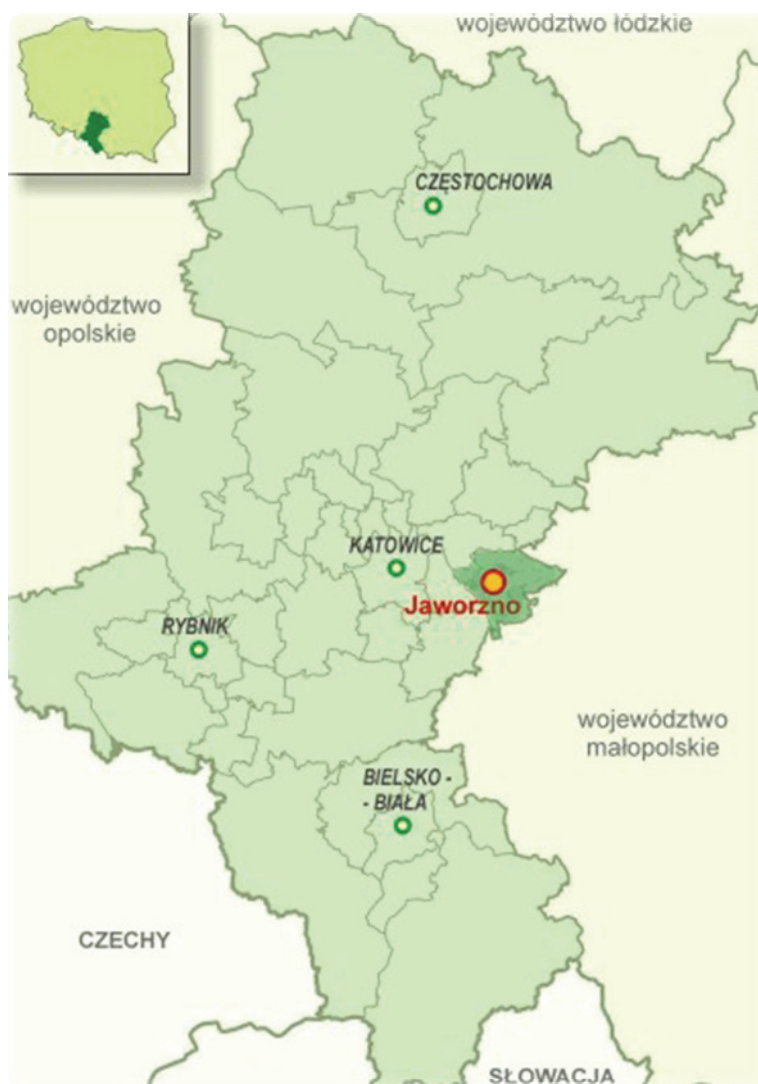 województwo łódzkie
CZĘSTOCHOWA
województwo
opolskie
KATOWICE
Jaworzno
RYBNIK
województwo
małopolskie
BIELSKO -
- BIAŁA
CZECHY
SŁOWACJA